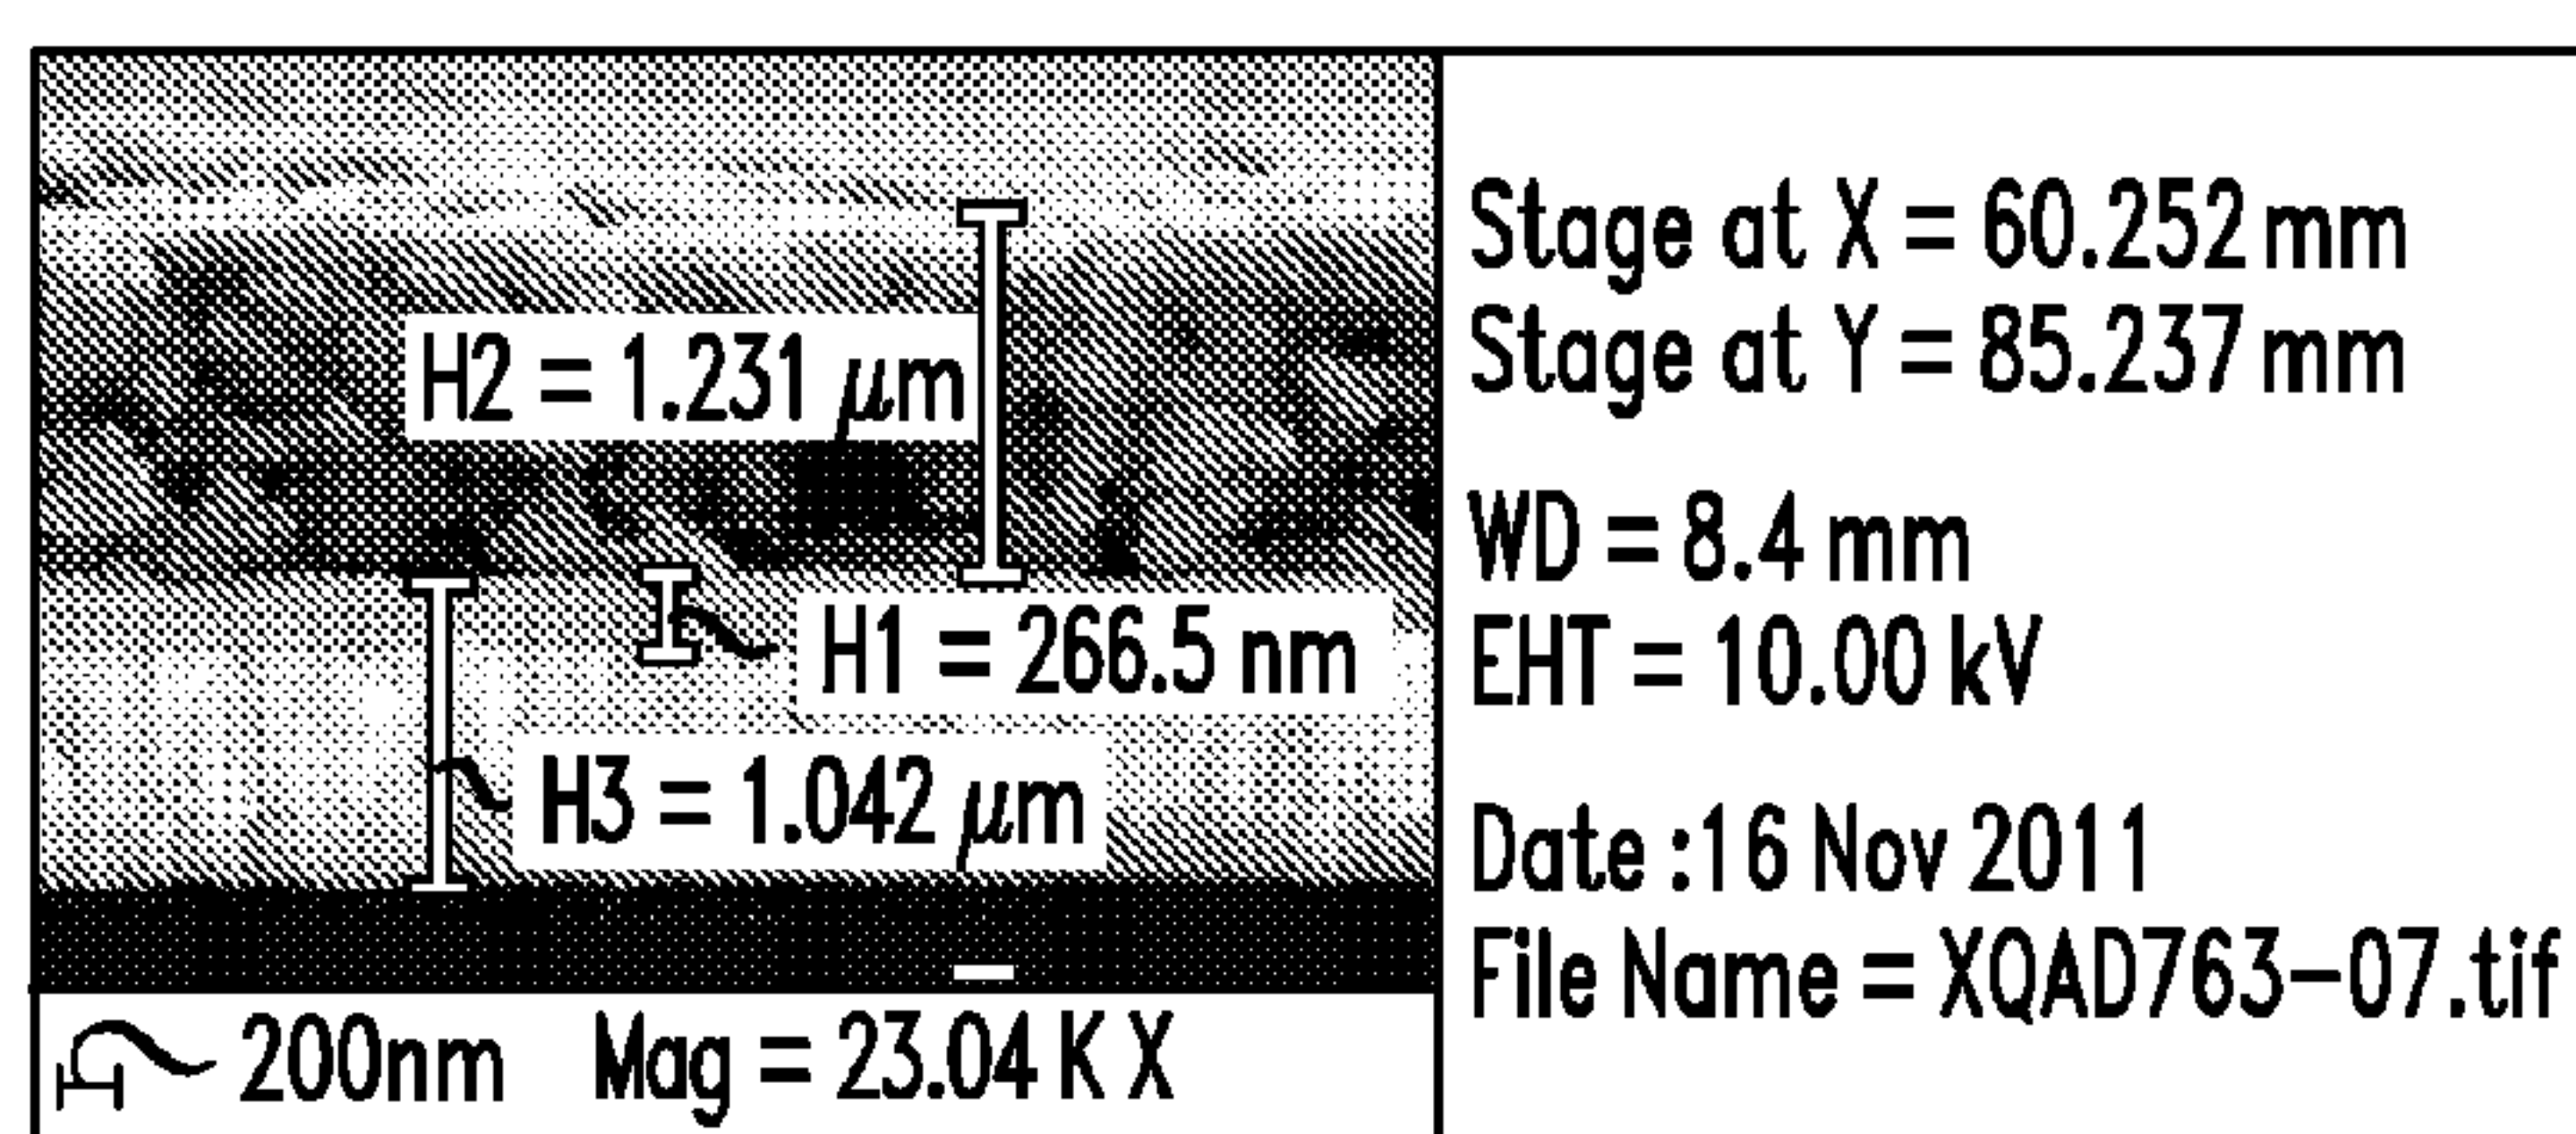 H2 = 1.231 μm
H1 = 266.5 nm
H3 = 1.042 μm
200nm Mag = 23.04 K X
Stage at X = 60.252 mm
Stage at Y = 85.237 mm
WD = 8.4 mm
EHT = 10.00 kV
Date :16 Nov 2011
File Name = XQAD763-07.tif